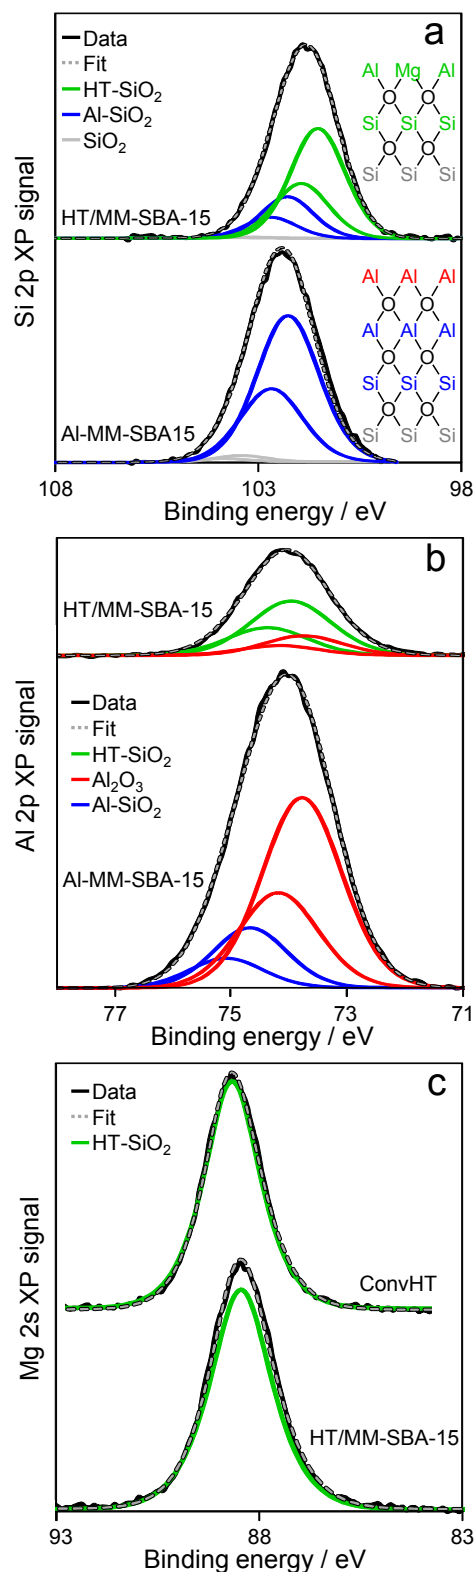 a
Data
Fit
HT-SiO₂
Al-SiO₂
SiO₂
Al Mg Al
O O
Si Si Si
O O
Si Si Si
HT/MM-SBA-15
Al Al Al
O O
Al Al Al
O O
Si Si Si
O O
Si Si Si
Al-MM-SBA15
Si 2p XP signal
108 103 98
Binding energy / eV
b
HT/MM-SBA-15
Data
Fit
HT-SiO₂
Al₂O₃
Al-SiO₂
Al-MM-SBA-15
Al 2p XP signal
77 75 73 71
Binding energy / eV
c
Data
Fit
HT-SiO₂
ConvHT
HT/MM-SBA-15
Mg 2s XP signal
93 88 83
Binding energy / eV